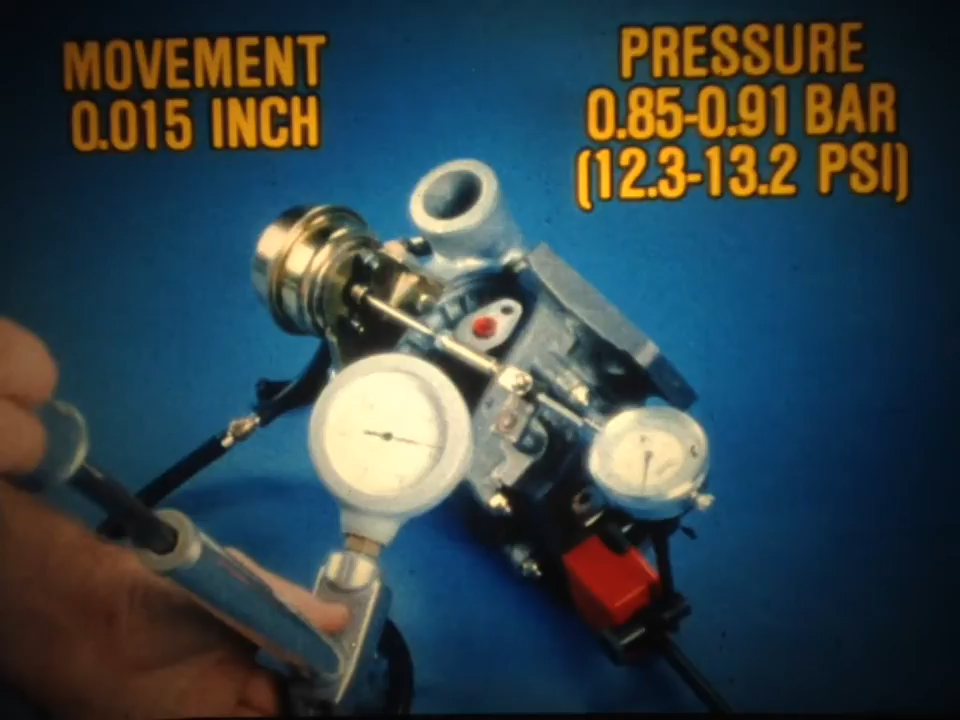 MOVEMENT
0.015 INCH
PRESSURE
0.85-0.91 BAR
(12.3-13.2 PSI)